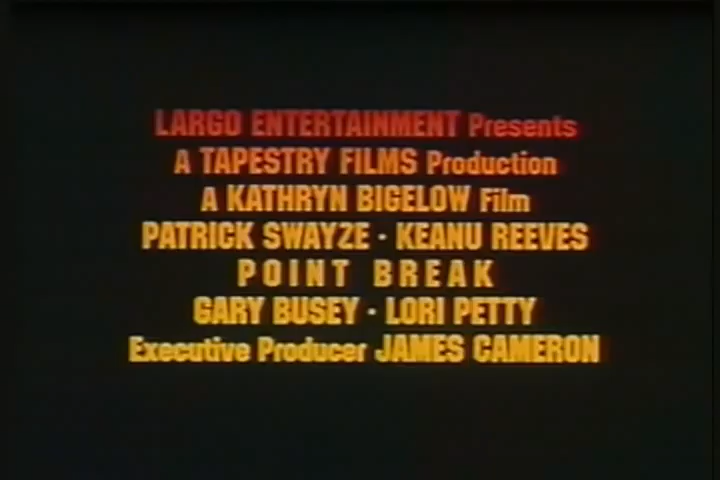 LARGO ENTERTAINMENT Presents
A TAPESTRY FILMS Production
A KATHRYN BIGELOW Film
PATRICK SWAYZE · KEANU REEVES
POINT BREAK
GARY BUSEY · LORI PETTY
Executive Producer JAMES CAMERON